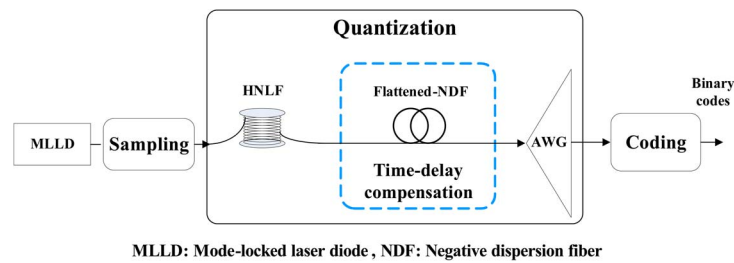 Quantization
HNLF
Flattened-NDF
Binary
codes
MLLD
Sampling
AWG
Coding
Time-delay
compensation
MLLD: Mode-locked laser diode , NDF: Negative dispersion fiber